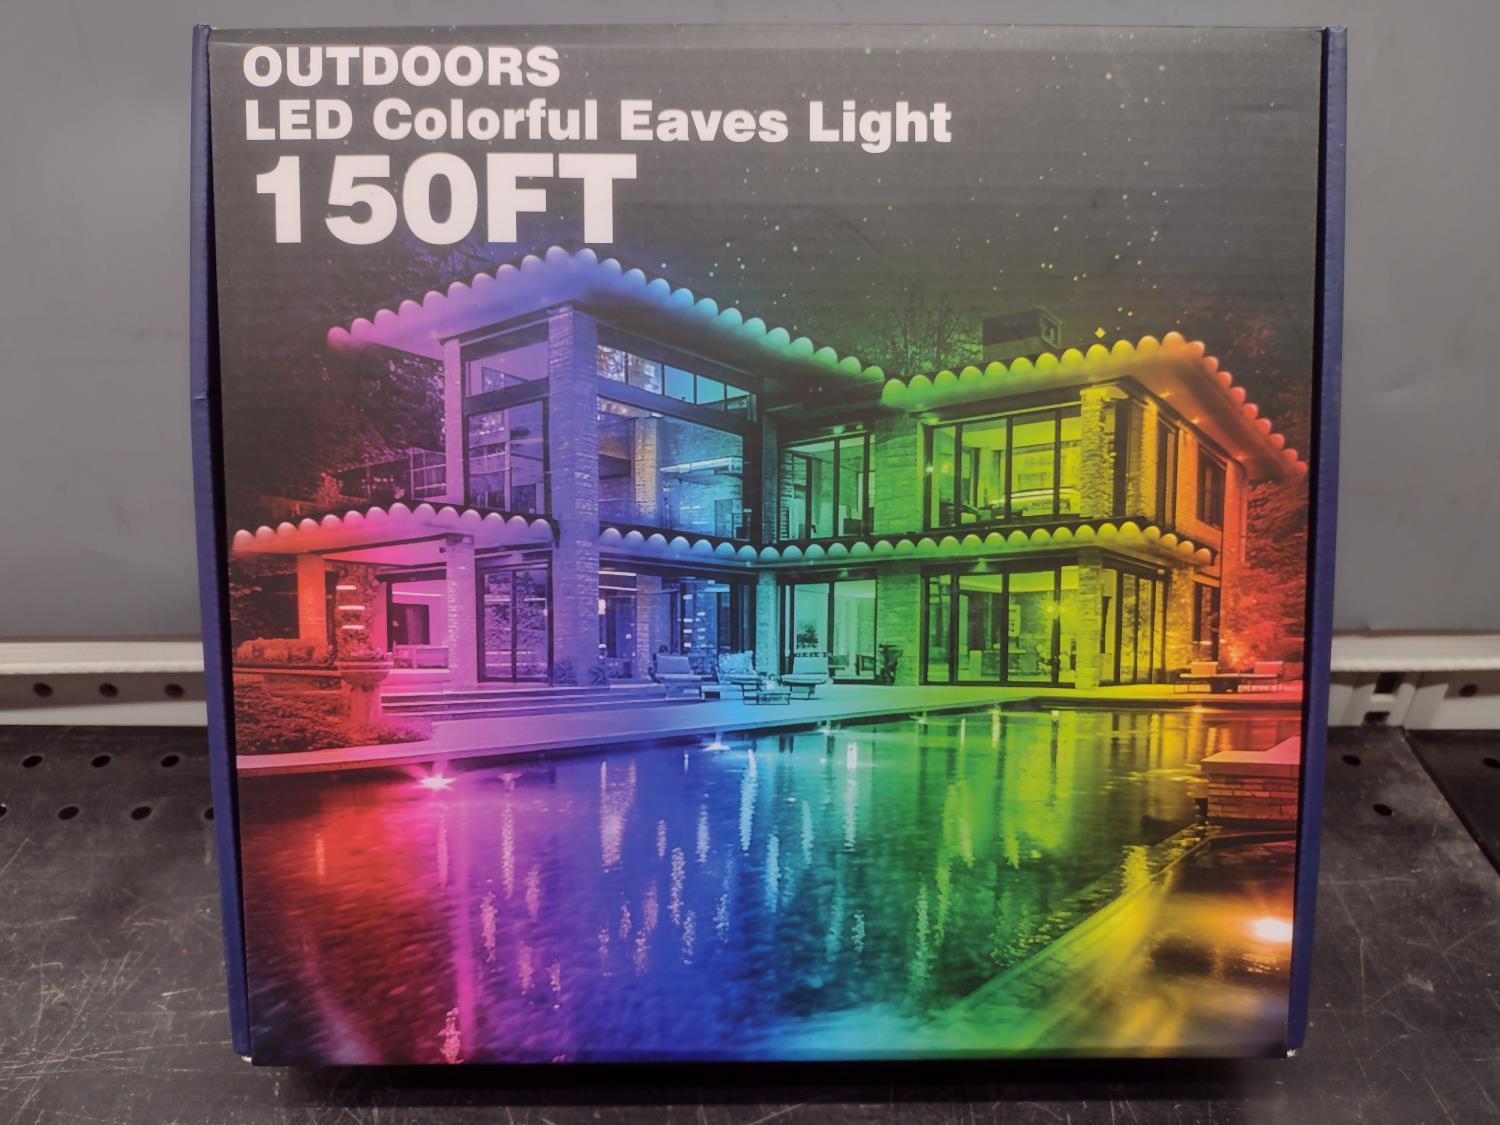 OUTDOORS
LED Colorful Eaves Light
150FT